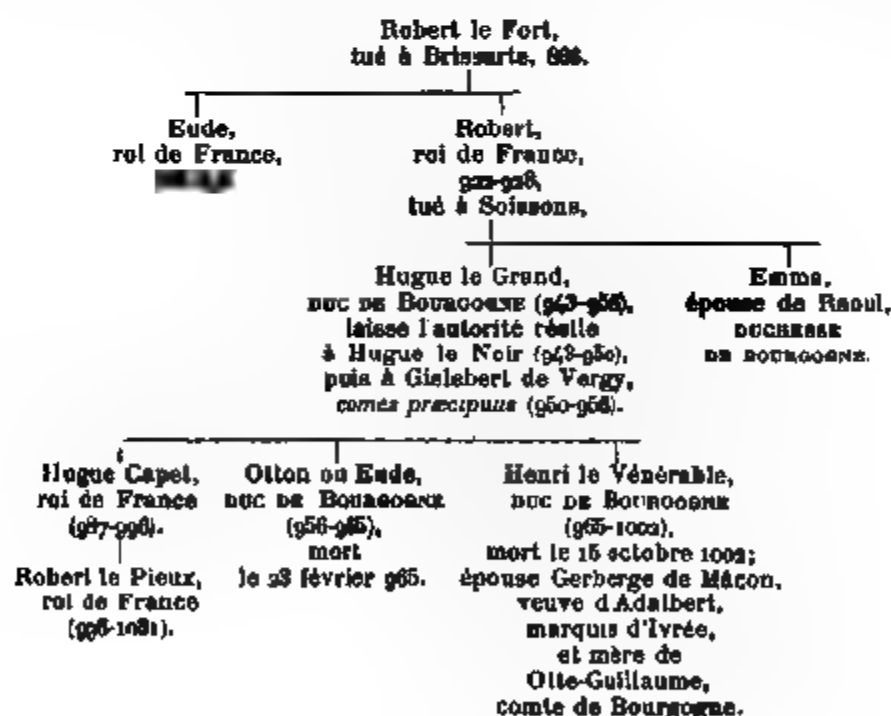 Robert le Fort,
tué à Brissarte, 866.
Eude,
roi de France,
Robert,
roi de France,
922-923,
tué à Soissons,
Hugue le Grand,
DUC DE BOURGOGNE (943-956),
laisse l'autorité réelle
à Hugue le Noir (943-950),
puis à Gislebert de Vergy,
comes præcipuus (950-956).
Emma,
épouse de Raoul,
DUCHESSE
DE BOURGOGNE.
Hugue Capet,
roi de France
(987-996).
Robert le Pieux,
roi de France
(996-1031).
Otton ou Eude,
DUC DE BOURGOGNE
(956-965),
mort
le 23 février 965.
Henri le Vénérable,
DUC DE BOURGOGNE
(965-1002),
mort le 15 octobre 1002;
épouse Gerberge de Mâcon,
veuve d'Adalbert,
marquis d'Ivrée,
et mère de
Otte-Guillaume,
comte de Bourgogne.